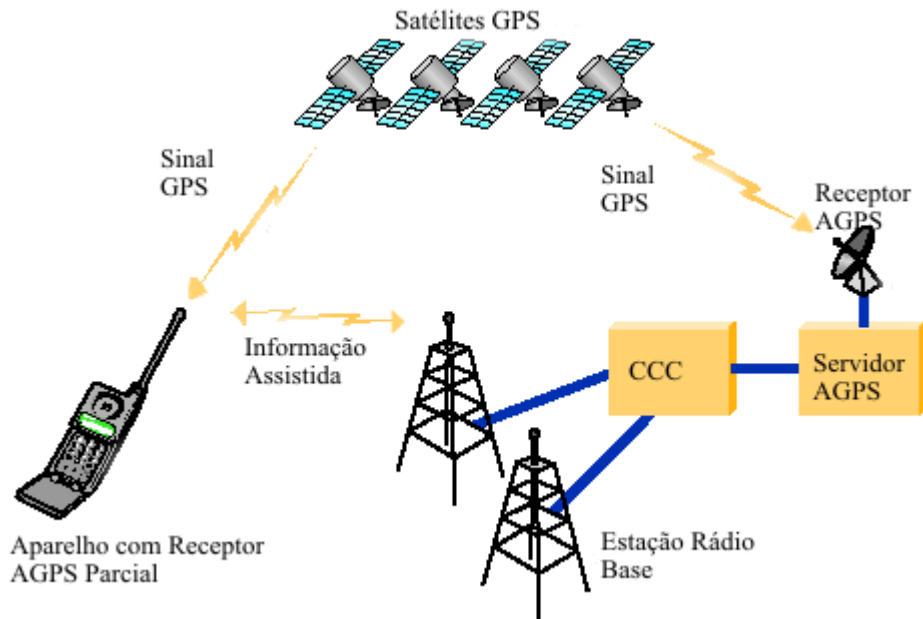 Satélites GPS
Sinal
GPS
Sinal
GPS
Receptor
AGPS
Informação
Assistida
CCC
Servidor
AGPS
Aparelho com Receptor
AGPS Parcial
Estação Rádio
Base